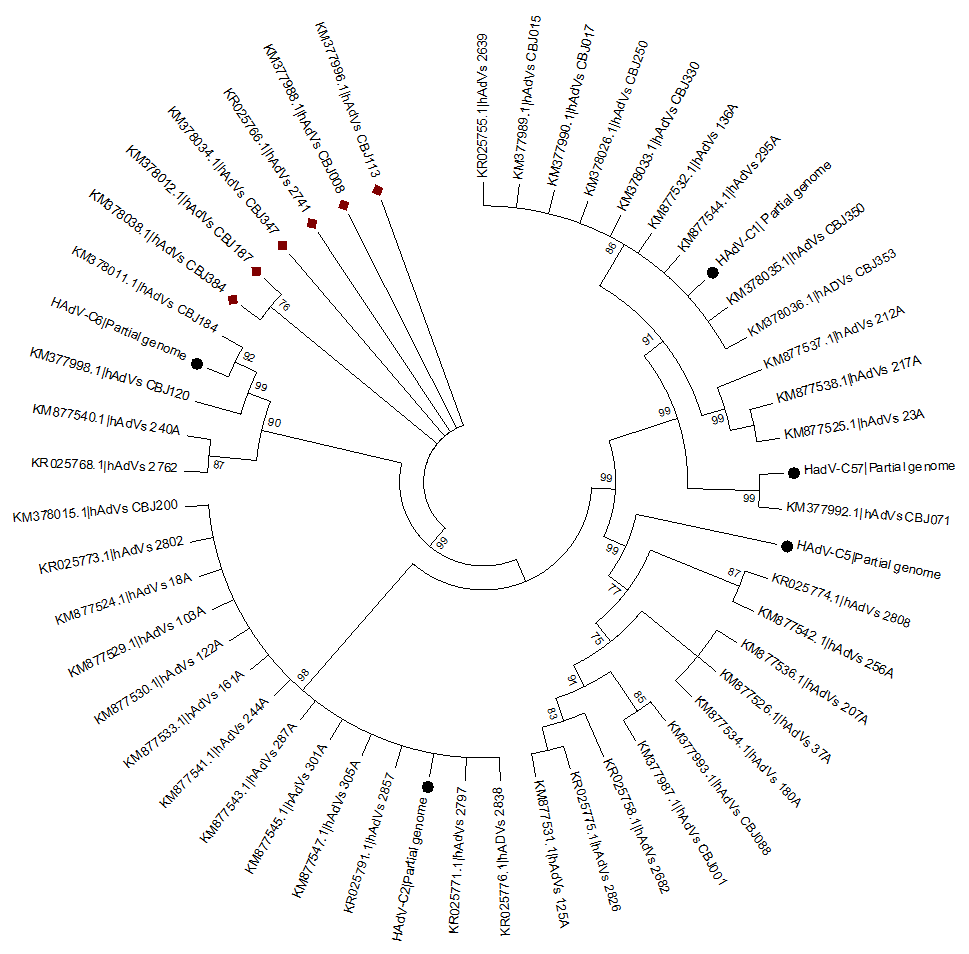 KR025755.1|hAdVs 2639
KM377989.1|hAdVs CBJ015
KM377990.1|hAdVs CBJ017
KM378026.1|hAdVs CBJ250
KM378033.1|hAdVs CBJ330
KM877532.1|hAdVs 136A
KM877544.1|hAdVs 295A
HAdV-C1| Partial genome
KM378035.1|hAdVs CBJ350
KM378036.1|hADVs CBJ353
KM877537.1|hAdVs 212A
KM877538.1|hAdVs 217A
KM877525.1|hAdVs 23A
HadV-C57|Partial genome
KM377992.1|hAdVs CBJ071
HAdV-C5|Partial genome
KR025774.1|hAdVs 2808
KM877542.1|hAdVs 256A
KM877536.1|hAdVs 207A
KM877526.1|hAdVs 37A
KM877534.1|hAdVs 180A
KM377993.1|hAdVs CBJ088
KM377987.1|hAdVs CBJ001
KR025758.1|hAdVs 2682
KR025775.1|hAdVs 2826
KM877531.1|hAdVs 125A
KR025776.1|hADVs 2838
KR025771.1|hAdVs 2797
HAdV-C2|Partial genome
KR025791.1|hAdVs 2857
KM877547.1|hAdVs 305A
KM877545.1|hAdVs 301A
KM877543.1|hAdVs 287A
KM877541.1|hAdVs 244A
KM877533.1|hAdVs 161A
KM877530.1|hAdVs 122A
KM877529.1|hAdVs 103A
KM877524.1|hAdVs 18A
KR025773.1|hAdVs 2802
KM378015.1|hAdVs CBJ200
KR025768.1|hAdVs 2762
KM877540.1|hAdVs 240A
KM377998.1|hAdVs CBJ120
HAdV-C6|Partial genome
KM378011.1|hAdVs CBJ184
KM378038.1|hAdVs CBJ384
KM378012.1|hAdVs CBJ187
KM378034.1|hAdVs CBJ347
KR025766.1|hAdVs 2741
KM377988.1|hAdVs CBJ008
KM377996.1|hAdVs CBJ113
86
91
99
99
99
99
99
77
87
75
91
85
83
98
99
90
87
99
92
76